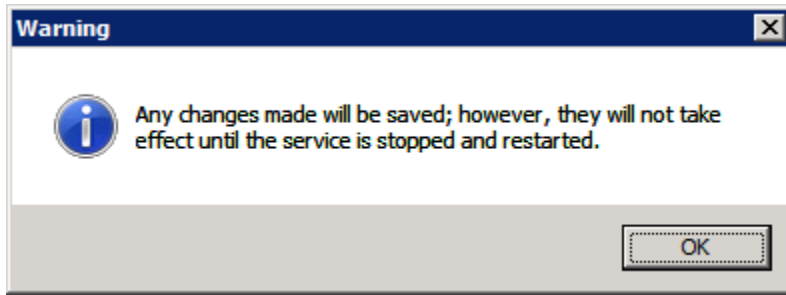 Warning
Any changes made will be saved; however, they will not take
effect until the service is stopped and restarted.
OK